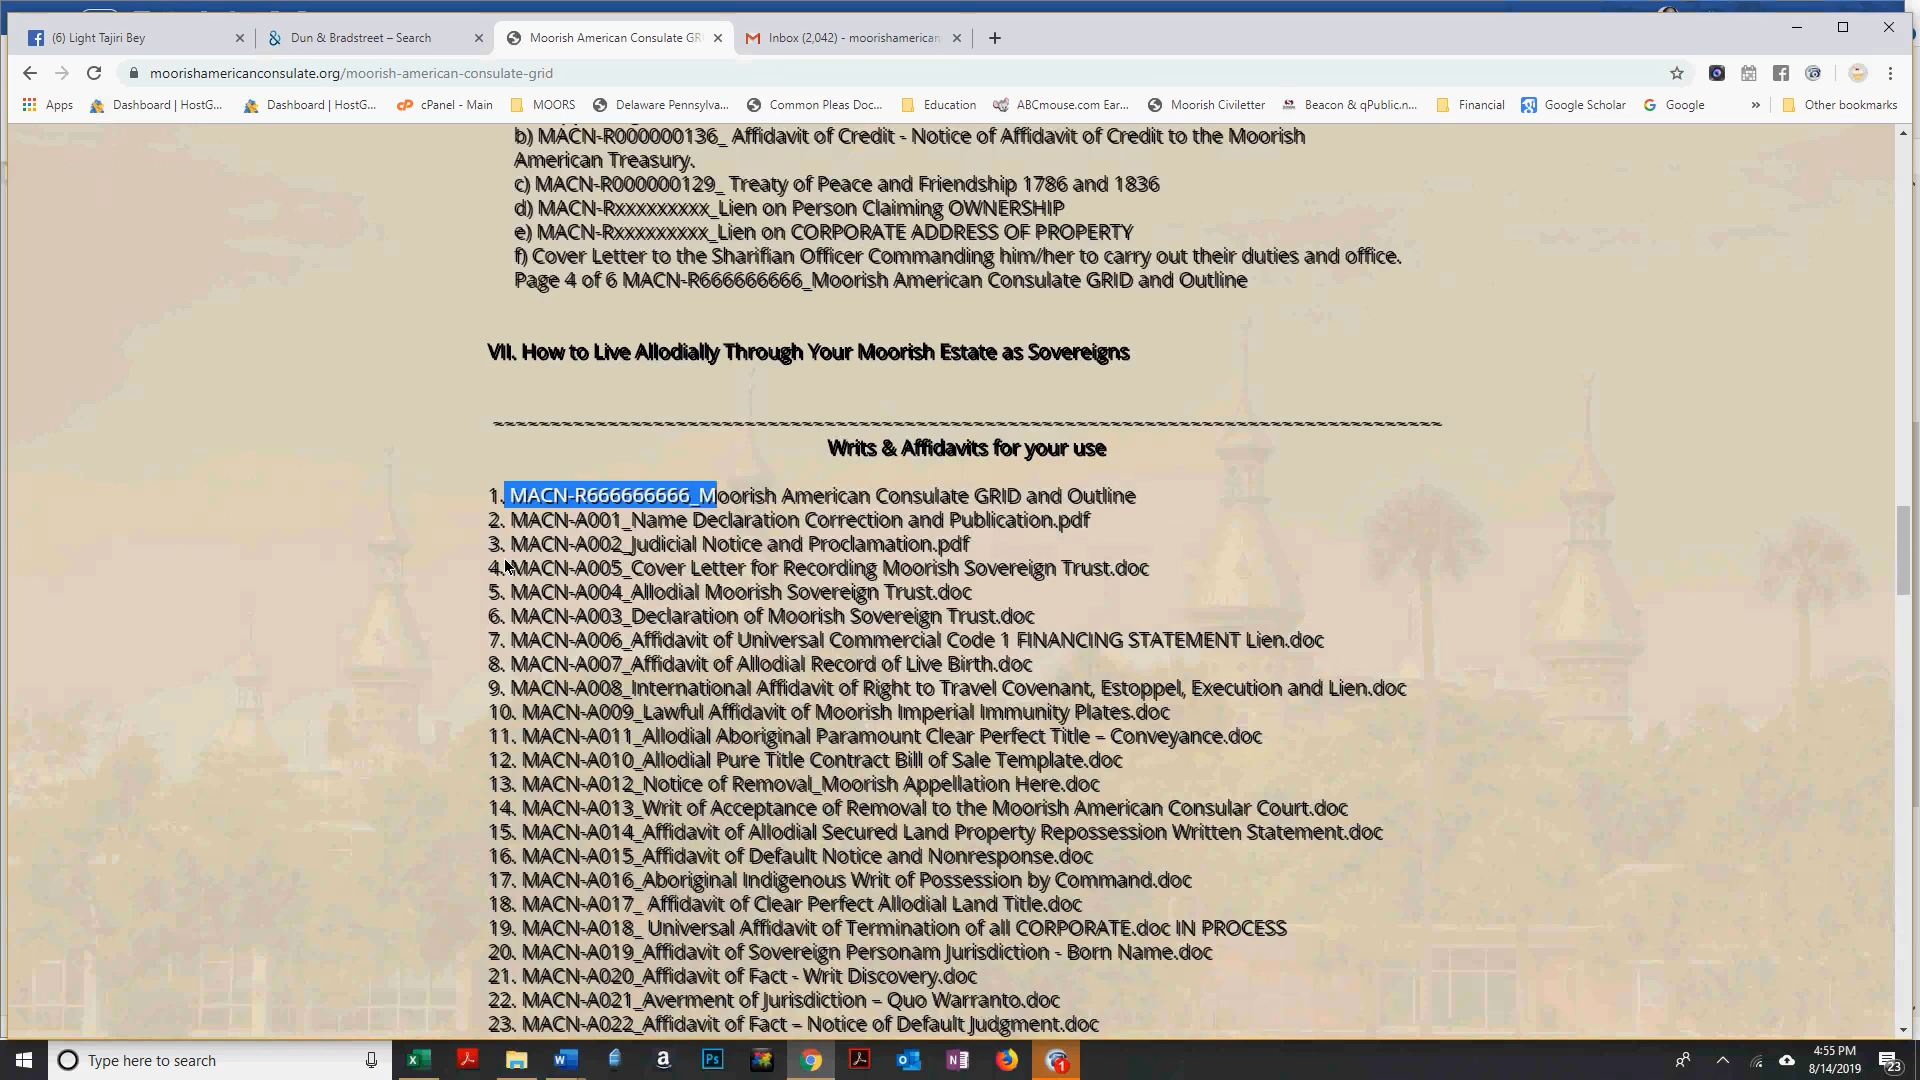 (6) Light Tajiri Bey
Dun & Bradstreet – Search
Moorish American Consulate GR
Inbox (2,042) - moorishamerican
moorishamericanconsulate.org/moorish-american-consulate-grid
Apps
Dashboard | HostG...
Dashboard | HostG...
cPanel - Main
MOORS
Delaware Pennsylva...
Common Pleas Doc...
Education
ABCmouse.com Ear...
Moorish Civiletter
Beacon & qPublic.n...
Financial
Google Scholar
Google
»
Other bookmarks
b) MACN-R000000136_ Affidavit of Credit - Notice of Affidavit of Credit to the Moorish
American Treasury.
c) MACN-R000000129_ Treaty of Peace and Friendship 1786 and 1836
d) MACN-Rxxxxxxxxx_Lien on Person Claiming OWNERSHIP
e) MACN-Rxxxxxxxxx_Lien on CORPORATE ADDRESS OF PROPERTY
f) Cover Letter to the Sharifian Officer Commanding him/her to carry out their duties and office.
Page 4 of 6 MACN-R666666666_Moorish American Consulate GRID and Outline
VII. How to Live Allodially Through Your Moorish Estate as Sovereigns
~~~~~~~~~~~~~~~~~~~~~~~~~~~~~~~~~~~~~~~~~~~~~~~~~~~~~~~~~~~~~~~~~~~~~~~~~~~~~~~
Writs & Affidavits for your use
1. MACN-R666666666_Moorish American Consulate GRID and Outline
2. MACN-A001_Name Declaration Correction and Publication.pdf
3. MACN-A002_Judicial Notice and Proclamation.pdf
4. MACN-A005_Cover Letter for Recording Moorish Sovereign Trust.doc
5. MACN-A004_Allodial Moorish Sovereign Trust.doc
6. MACN-A003_Declaration of Moorish Sovereign Trust.doc
7. MACN-A006_Affidavit of Universal Commercial Code 1 FINANCING STATEMENT Lien.doc
8. MACN-A007_Affidavit of Allodial Record of Live Birth.doc
9. MACN-A008_International Affidavit of Right to Travel Covenant, Estoppel, Execution and Lien.doc
10. MACN-A009_Lawful Affidavit of Moorish Imperial Immunity Plates.doc
11. MACN-A011_Allodial Aboriginal Paramount Clear Perfect Title – Conveyance.doc
12. MACN-A010_Allodial Pure Title Contract Bill of Sale Template.doc
13. MACN-A012_Notice of Removal_Moorish Appellation Here.doc
14. MACN-A013_Writ of Acceptance of Removal to the Moorish American Consular Court.doc
15. MACN-A014_Affidavit of Allodial Secured Land Property Repossession Written Statement.doc
16. MACN-A015_Affidavit of Default Notice and Nonresponse.doc
17. MACN-A016_Aboriginal Indigenous Writ of Possession by Command.doc
18. MACN-A017_ Affidavit of Clear Perfect Allodial Land Title.doc
19. MACN-A018_ Universal Affidavit of Termination of all CORPORATE.doc IN PROCESS
20. MACN-A019_Affidavit of Sovereign Personam Jurisdiction - Born Name.doc
21. MACN-A020_Affidavit of Fact - Writ Discovery.doc
22. MACN-A021_Averment of Jurisdiction – Quo Warranto.doc
23. MACN-A022_Affidavit of Fact – Notice of Default Judgment.doc
Type here to search
4:55 PM
8/14/2019
23